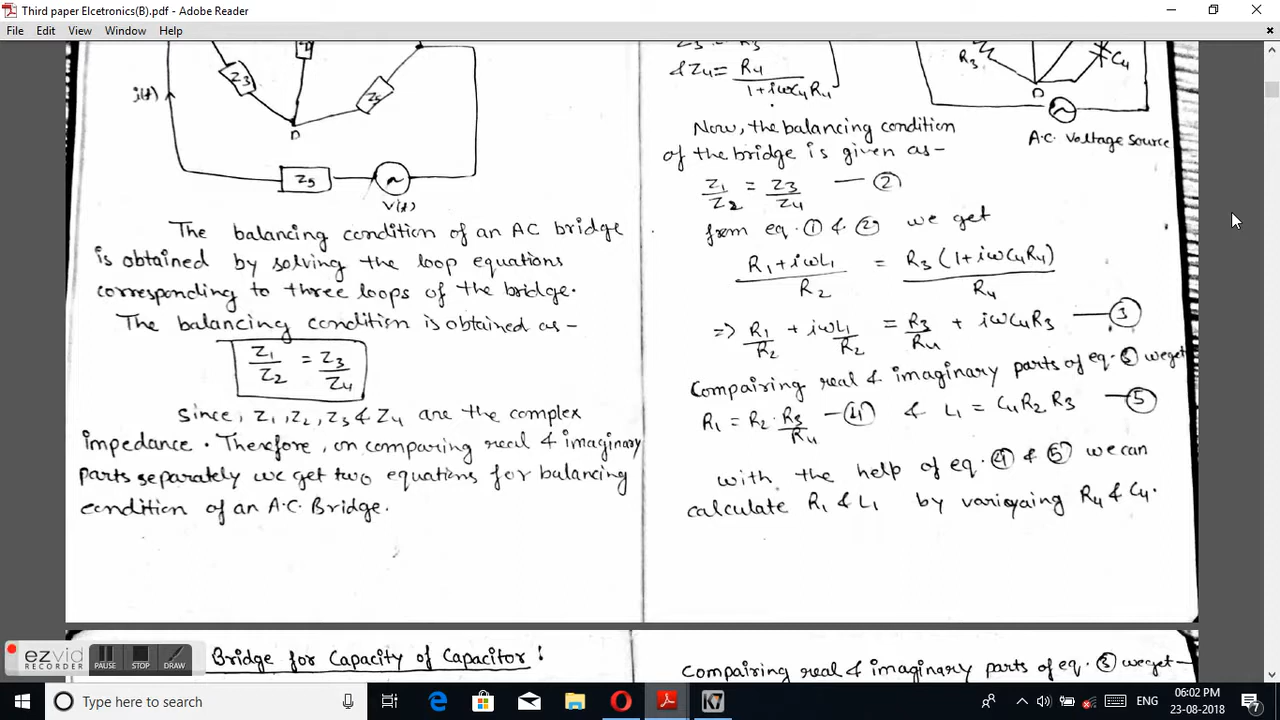 Third paper Elcetronics(B).pdf - Adobe Reader
File Edit View Window Help
Z3
i(t)
D
Z5
V(t)
The balancing condition of an AC bridge
is obtained by solving the loop equations
corresponding to three loops of the bridge.
The balancing condition is obtained as -
Z1/Z2 = Z3/Z4
Since, Z1, Z2, Z3 & Z4 are the complex
impedance. Therefore, on comparing real & imaginary
parts separately we get two equations for balancing
condition of an A.C. Bridge.
R3
C4
D
& Z4 = R4/(1+iωC4R4)
A.C. Voltage Source
Now, the balancing condition
of the bridge is given as -
Z1/Z2 = Z3/Z4 — ②
from eq. ① & ② we get
(R1+iωL1)/R2 = R3(1+iωC4R4)/R4
=> R1/R2 + iωL1/R2 = R3/R4 + iωC4R3 — ③
Compairing real & imaginary parts of eq. ③ we get
R1 = R2.R3/R4 — ④ & L1 = C4R2R3 — ⑤
with the help of eq. ④ & ⑤ we can
calculate R1 & L1 by varioyaing R4 & C4.
Bridge for Capacity of Capacitor :
Compairing real & imaginary parts of eq. ③ we get -
ezvid
RECORDER
PAUSE STOP DRAW
Type here to search
ENG
06:02 PM
23-08-2018
7